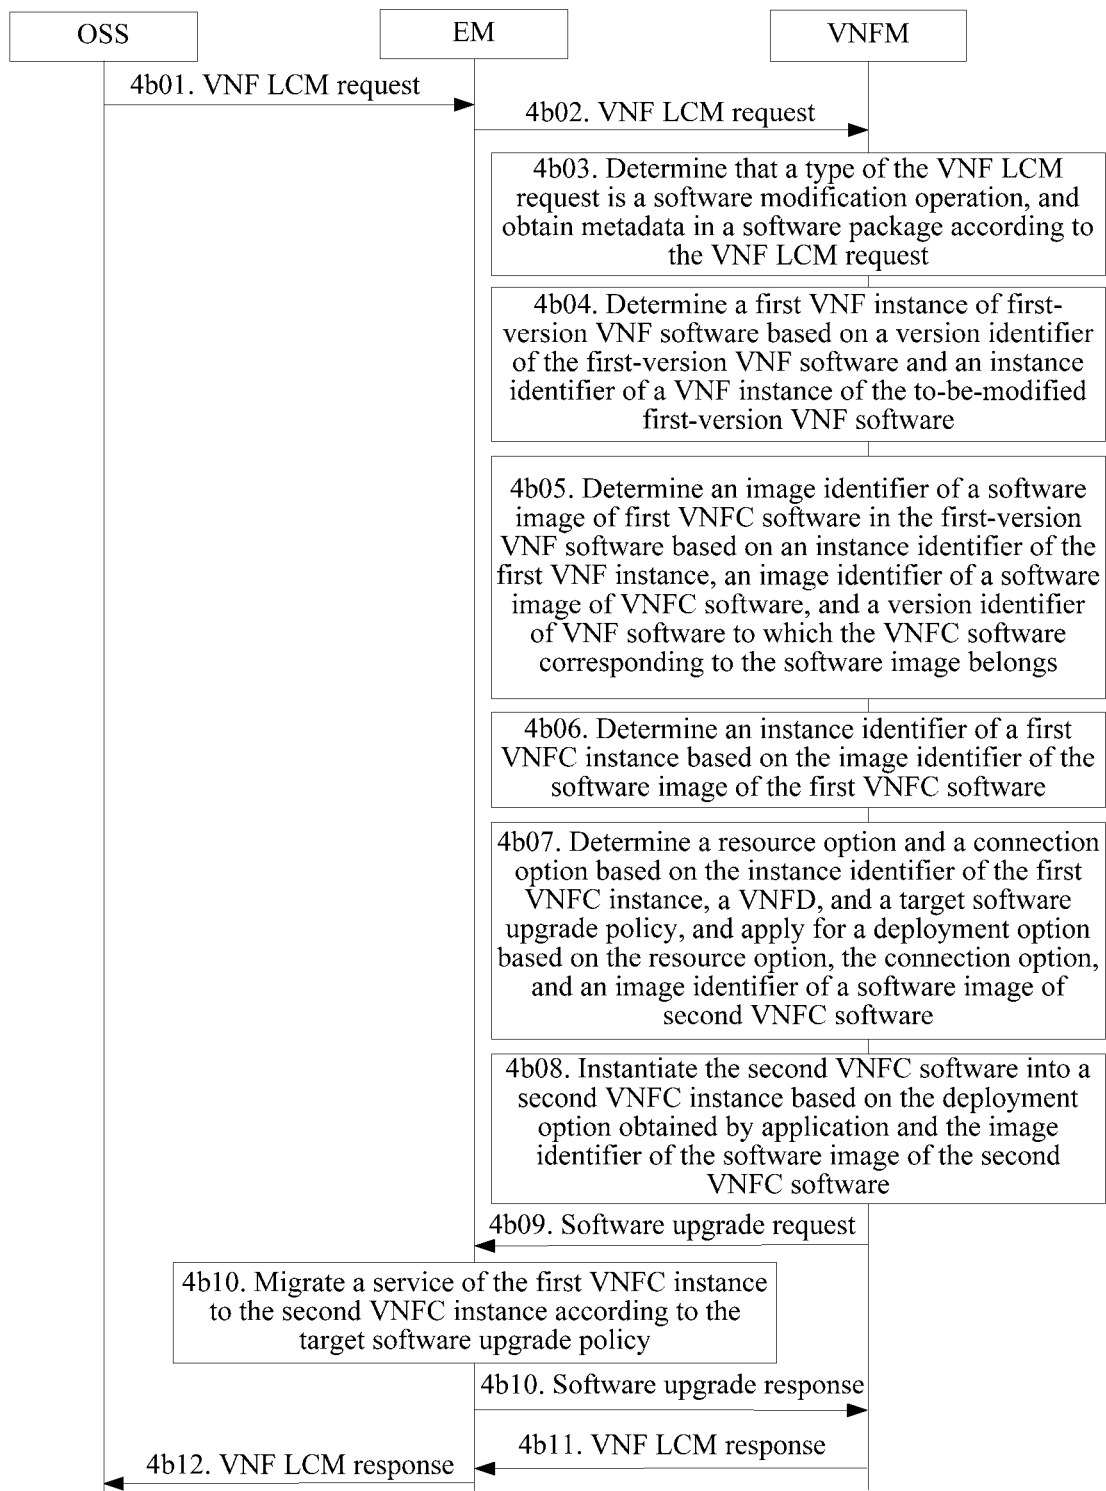 OSS
EM
VNFM
4b01. VNF LCM request
4b02. VNF LCM request
4b03. Determine that a type of the VNF LCM
request is a software modification operation, and
obtain metadata in a software package according to
the VNF LCM request
4b04. Determine a first VNF instance of first-
version VNF software based on a version identifier
of the first-version VNF software and an instance
identifier of a VNF instance of the to-be-modified
first-version VNF software
4b05. Determine an image identifier of a software
image of first VNFC software in the first-version
VNF software based on an instance identifier of the
first VNF instance, an image identifier of a software
image of VNFC software, and a version identifier
of VNF software to which the VNFC software
corresponding to the software image belongs
4b06. Determine an instance identifier of a first
VNFC instance based on the image identifier of the
software image of the first VNFC software
4b07. Determine a resource option and a connection
option based on the instance identifier of the first
VNFC instance, a VNFD, and a target software
upgrade policy, and apply for a deployment option
based on the resource option, the connection option,
and an image identifier of a software image of
second VNFC software
4b08. Instantiate the second VNFC software into a
second VNFC instance based on the deployment
option obtained by application and the image
identifier of the software image of the second
VNFC software
4b09. Software upgrade request
4b10. Migrate a service of the first VNFC instance
to the second VNFC instance according to the
target software upgrade policy
4b10. Software upgrade response
4b11. VNF LCM response
4b12. VNF LCM response